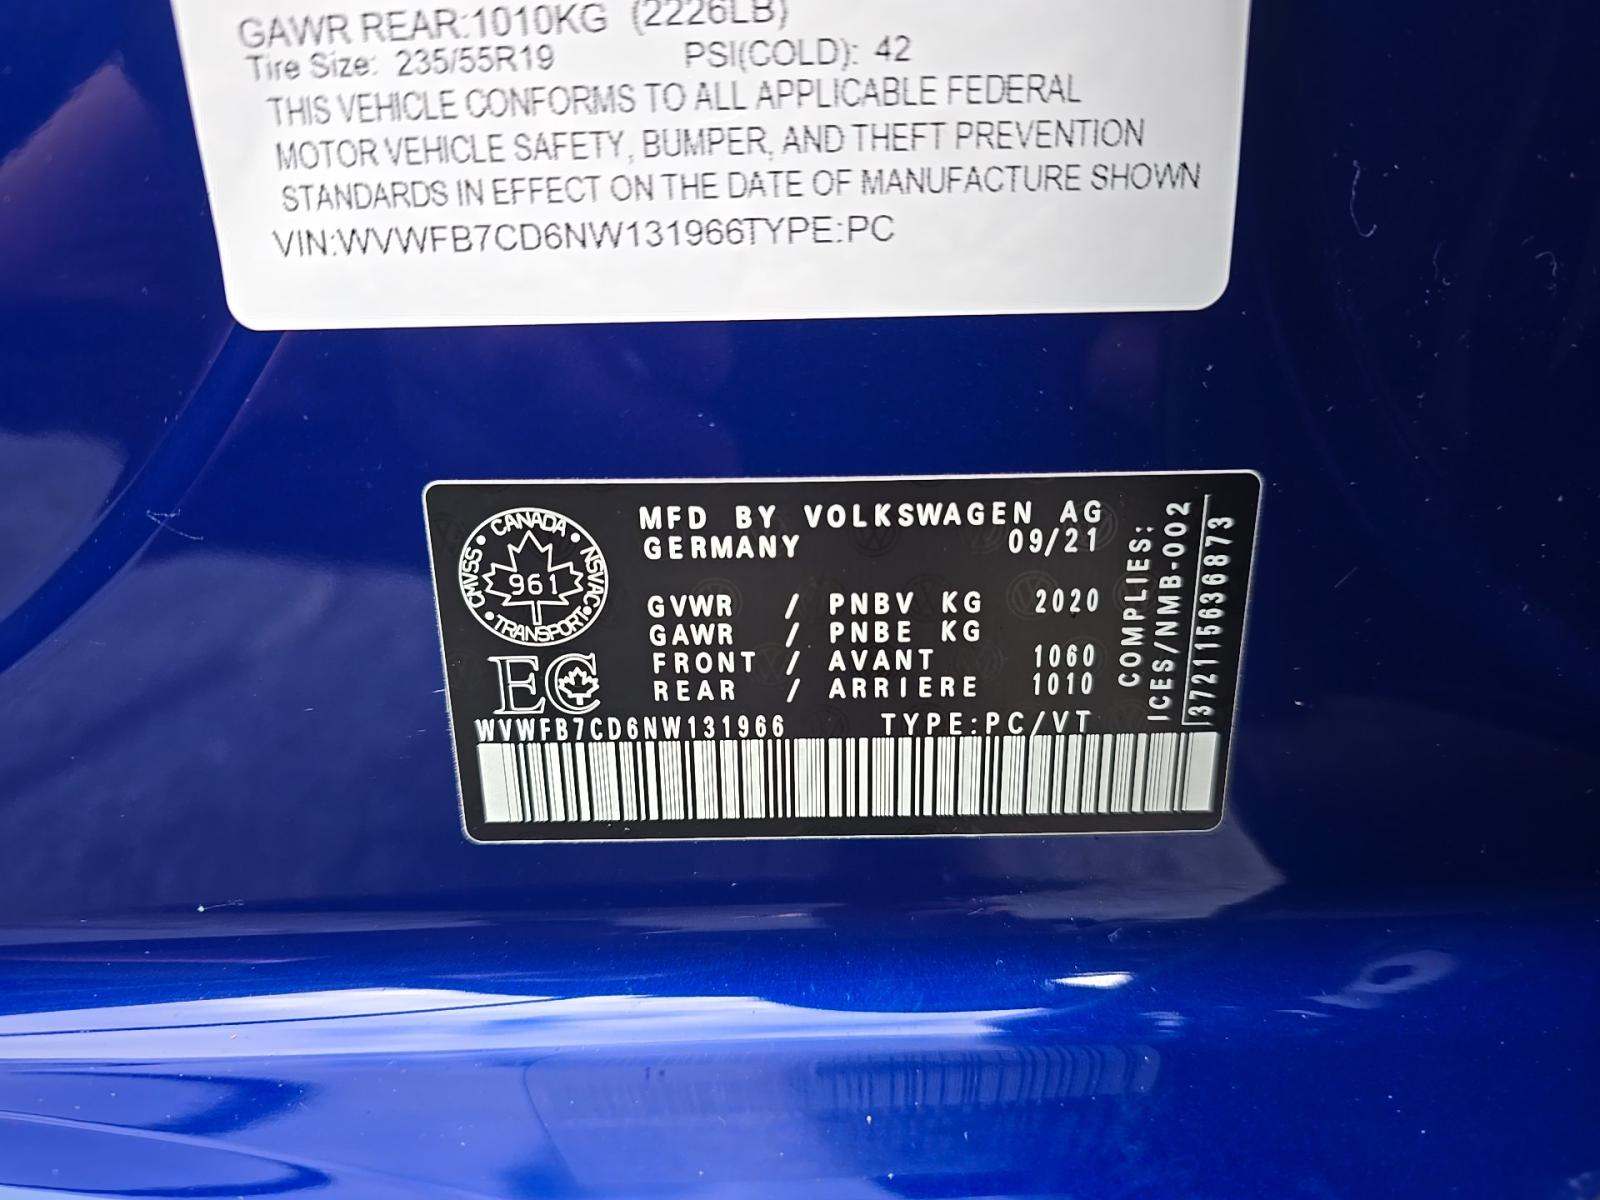 GAWR REAR:1010KG (2226LB)
Tire Size: 235/55R19 PSI(COLD): 42
THIS VEHICLE CONFORMS TO ALL APPLICABLE FEDERAL
MOTOR VEHICLE SAFETY, BUMPER, AND THEFT PREVENTION
STANDARDS IN EFFECT ON THE DATE OF MANUFACTURE SHOWN
VIN:WVWFB7CD6NW131966TYPE:PC
CANADA
CMVSS
NSVAC
TRANSPORT
961
EC
MFD BY VOLKSWAGEN AG
GERMANY 09/21
GVWR / PNBV KG 2020
GAWR / PNBE KG
FRONT / AVANT 1060
REAR / ARRIERE 1010
WVWFB7CD6NW131966 TYPE:PC/VT
COMPLIES:
ICES/NMB-002
37211563687​3